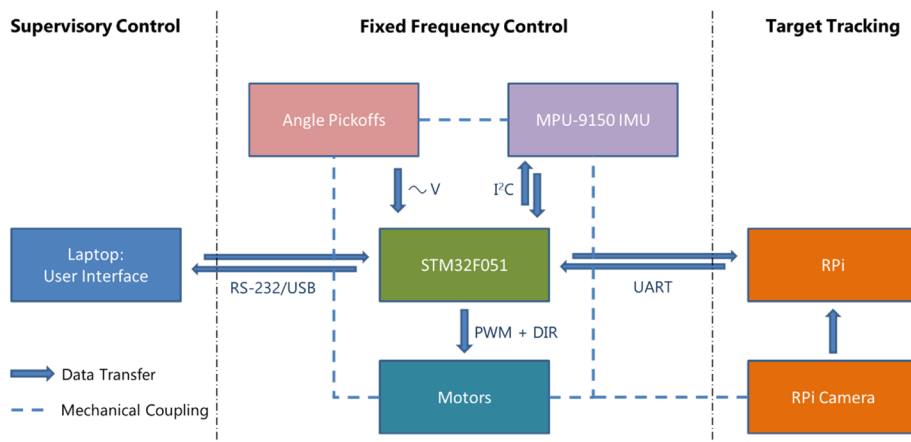 Supervisory Control
Fixed Frequency Control
Target Tracking
Angle Pickoffs
MPU-9150 IMU
～ V
I²C
Laptop:
User Interface
STM32F051
RPi
RS-232/USB
UART
PWM + DIR
Data Transfer
Motors
RPi Camera
Mechanical Coupling